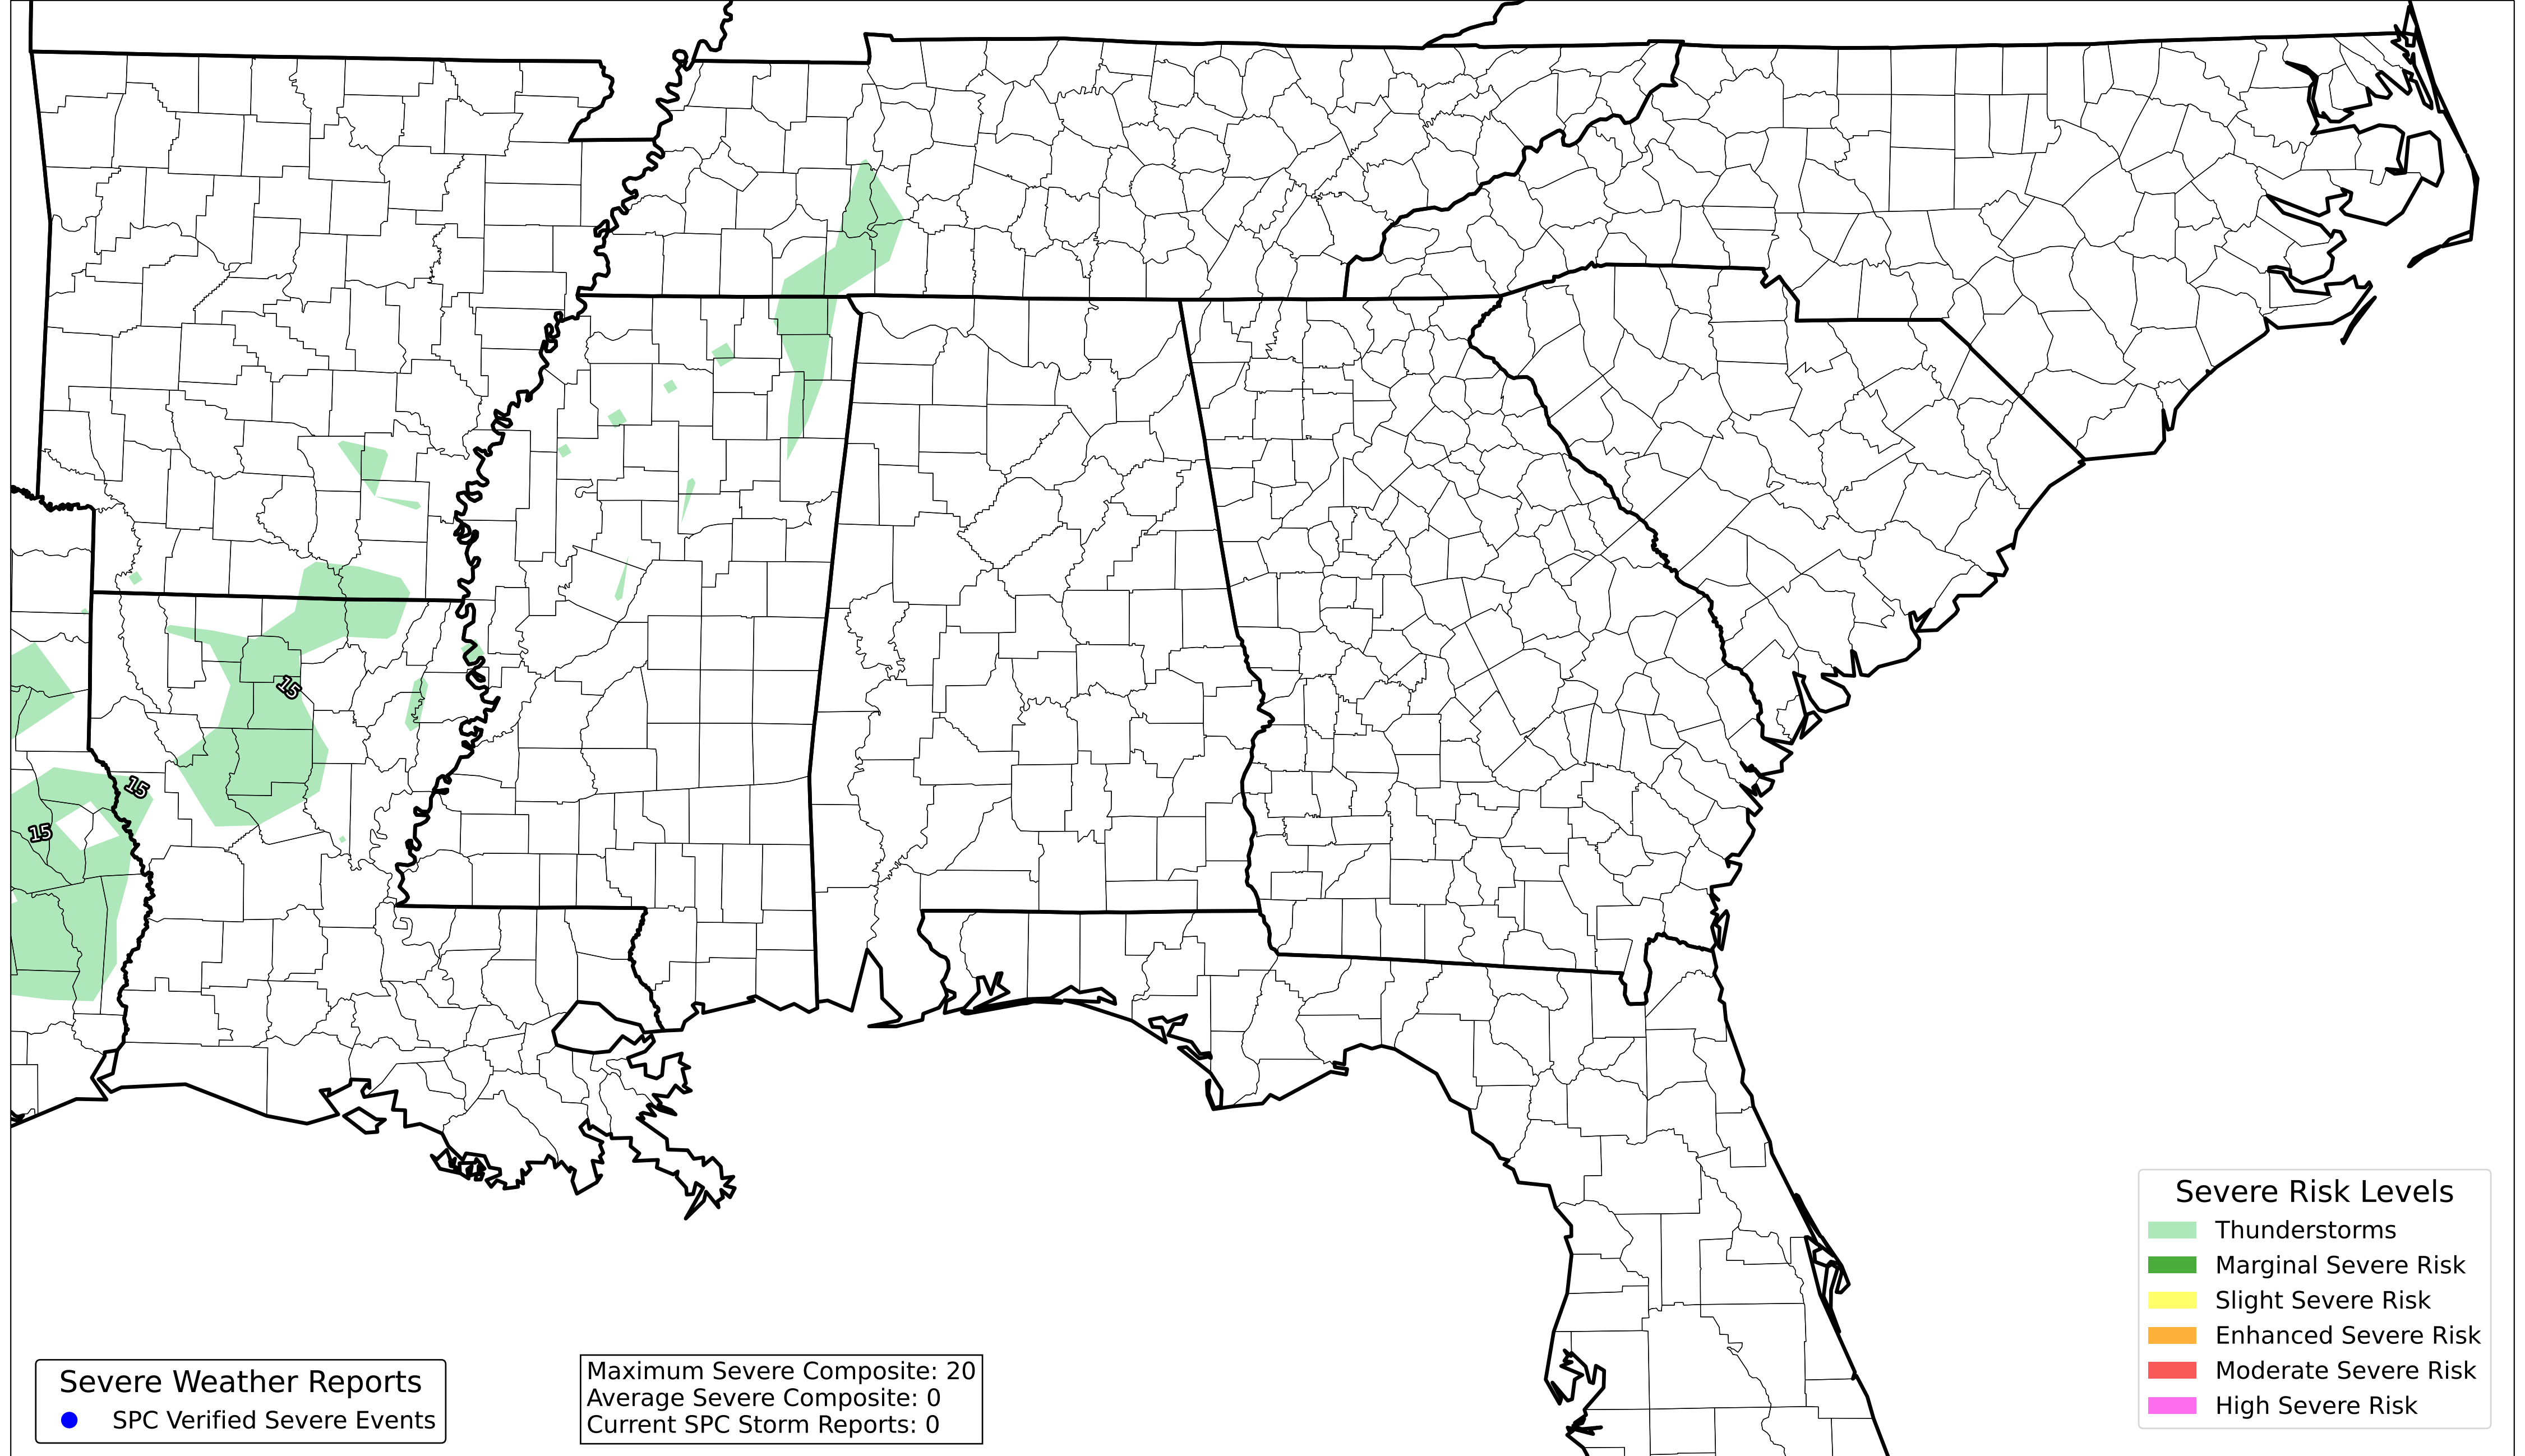 15
15
15
Severe Risk Levels
Thunderstorms
Marginal Severe Risk
Slight Severe Risk
Enhanced Severe Risk
Moderate Severe Risk
High Severe Risk
Severe Weather Reports
SPC Verified Severe Events
Maximum Severe Composite: 20
Average Severe Composite: 0
Current SPC Storm Reports: 0